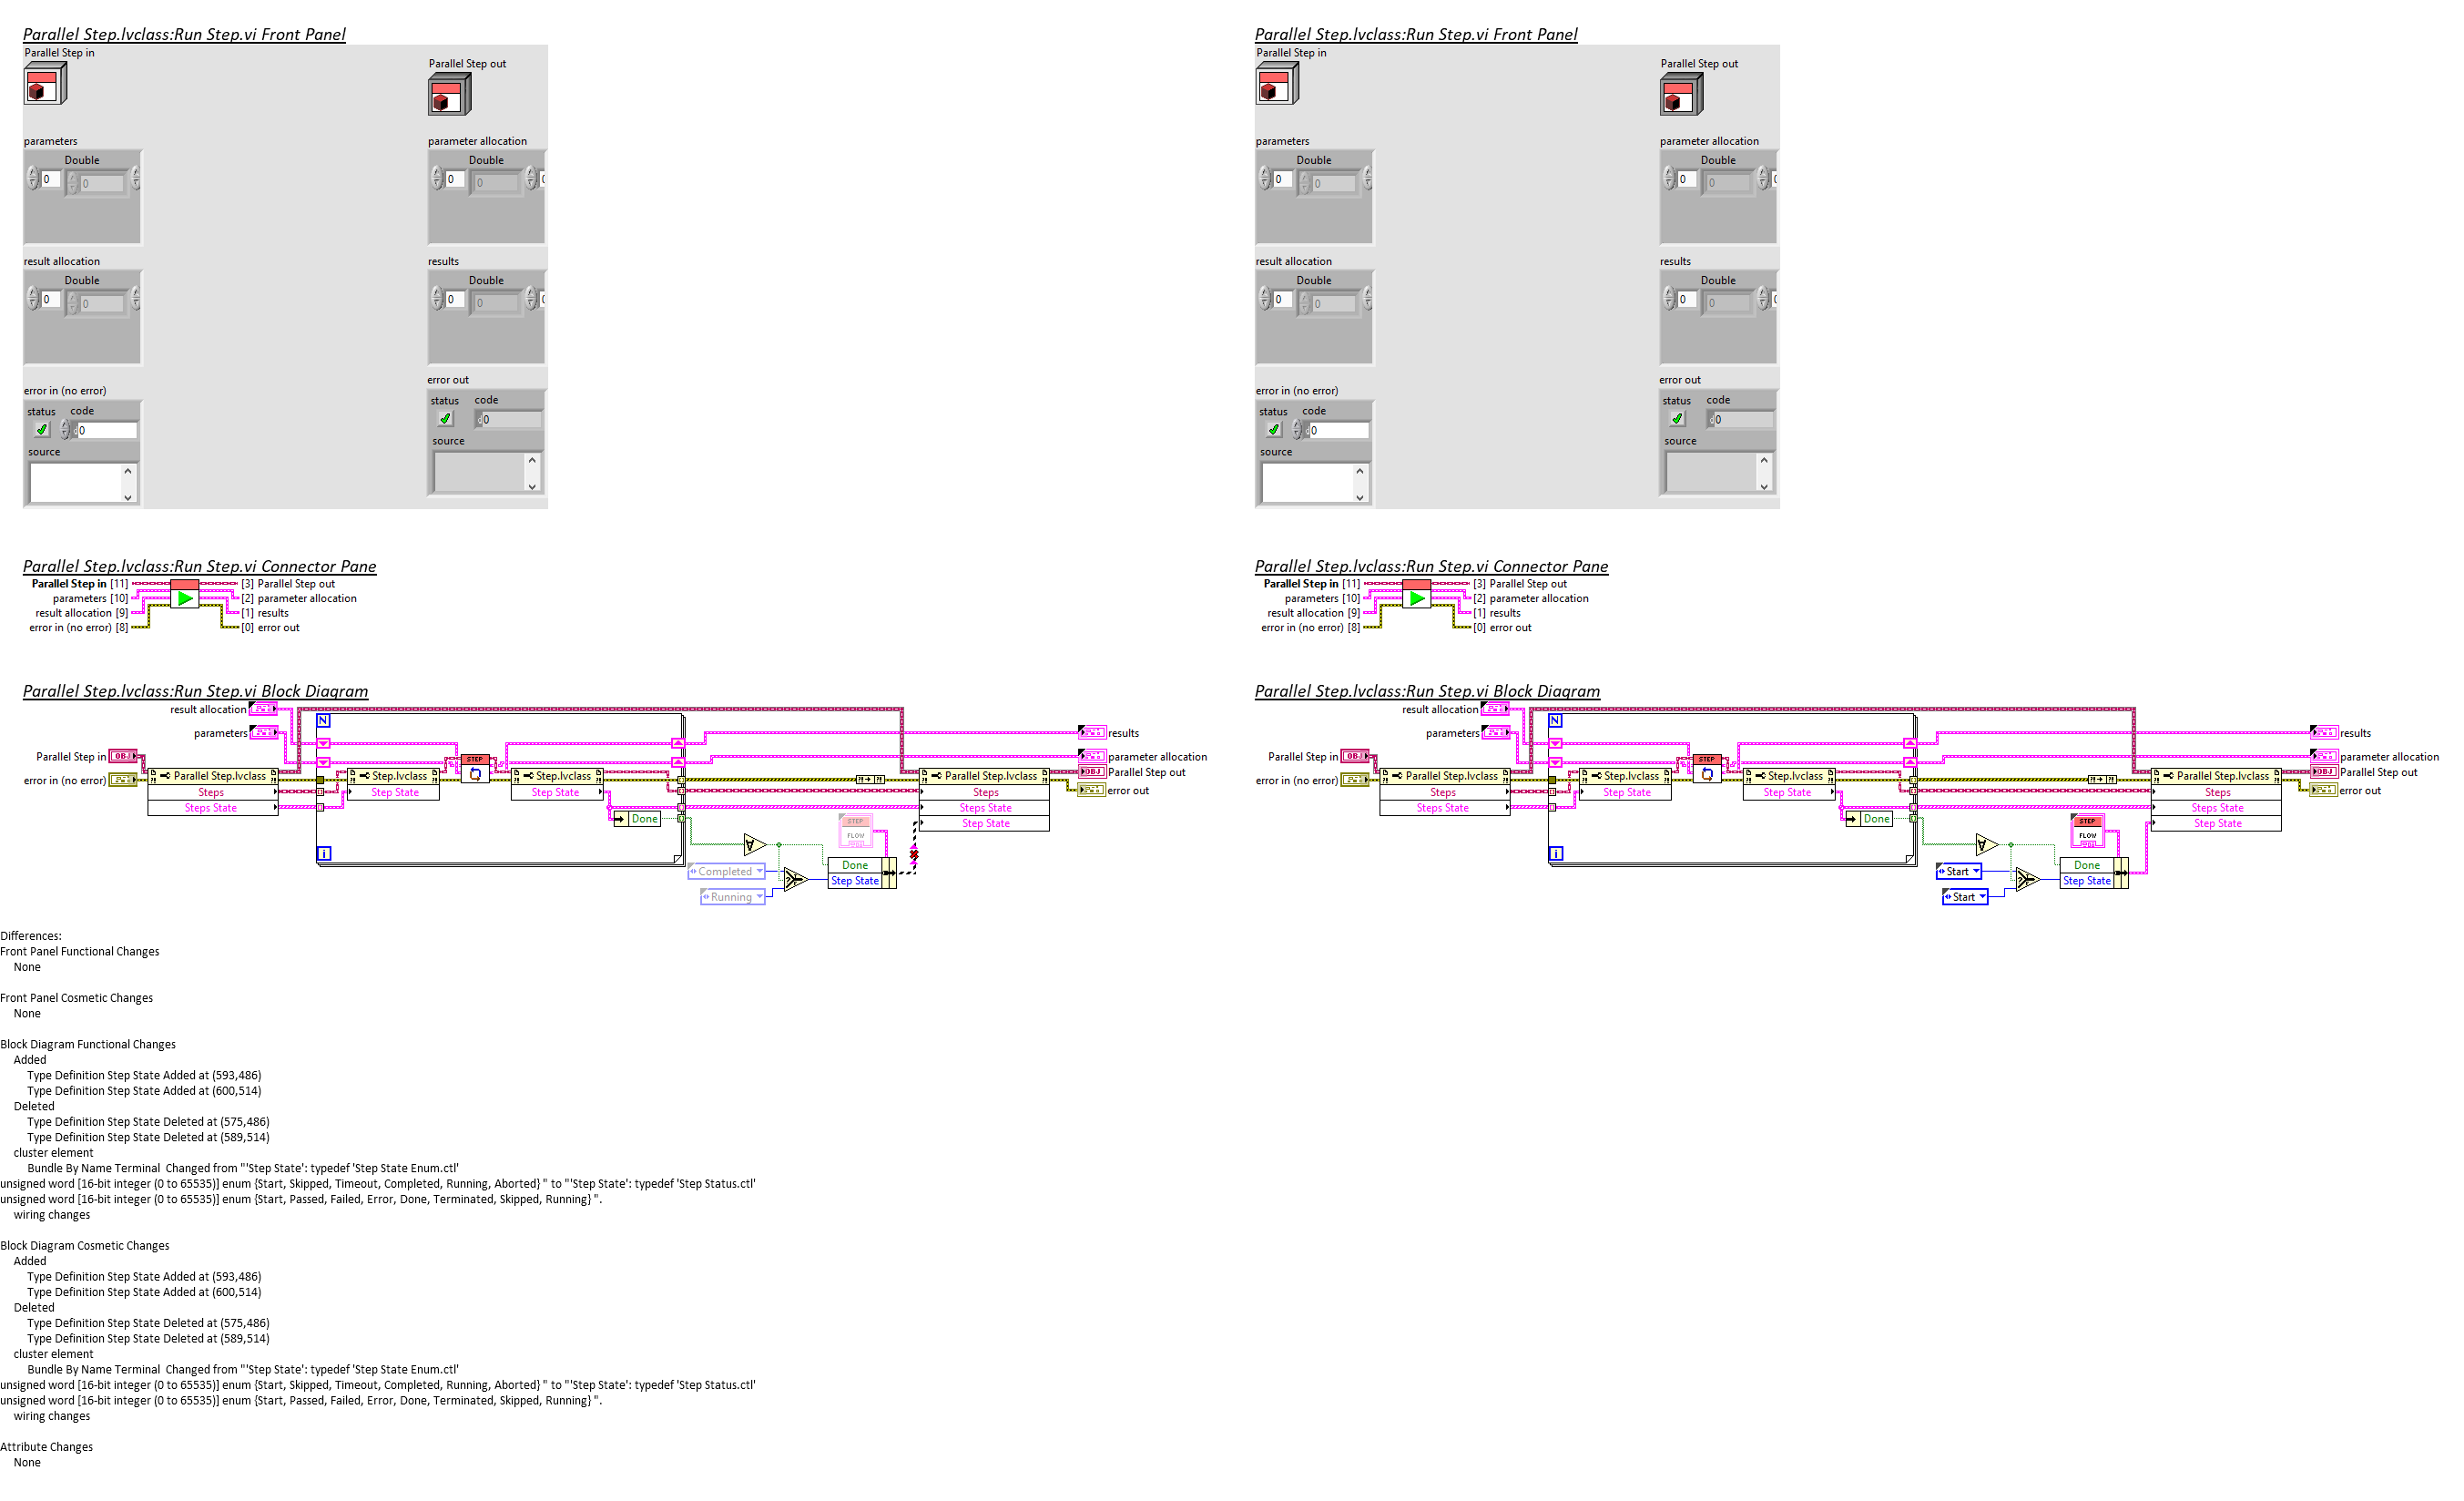 Parallel Step.lvclass:Run Step.vi Front Panel
Parallel Step in
Parallel Step out
parameters
Double
0
0
parameter allocation
Double
0
0
result allocation
Double
0
0
results
Double
0
0
error in (no error)
status code
0
source
error out
status code
0
source
Parallel Step.lvclass:Run Step.vi Connector Pane
Parallel Step in [11]
parameters [10]
result allocation [9]
error in (no error) [8]
[3] Parallel Step out
[2] parameter allocation
[1] results
[0] error out
Parallel Step.lvclass:Run Step.vi Block Diagram
result allocation
parameters
Parallel Step in
OBJ
error in (no error)
Parallel Step.lvclass
Steps
Steps State
N
i
Step.lvclass
Step State
STEP
Step.lvclass
Step State
Done
Completed
Running
STEP
FLOW
Done
Step State
Parallel Step.lvclass
Steps
Steps State
Step State
results
parameter allocation
OBJ
Parallel Step out
error out
Parallel Step.lvclass:Run Step.vi Front Panel
Parallel Step in
Parallel Step out
parameters
Double
0
0
parameter allocation
Double
0
0
result allocation
Double
0
0
results
Double
0
0
error in (no error)
status code
0
source
error out
status code
0
source
Parallel Step.lvclass:Run Step.vi Connector Pane
Parallel Step in [11]
parameters [10]
result allocation [9]
error in (no error) [8]
[3] Parallel Step out
[2] parameter allocation
[1] results
[0] error out
Parallel Step.lvclass:Run Step.vi Block Diagram
result allocation
parameters
Parallel Step in
OBJ
error in (no error)
Parallel Step.lvclass
Steps
Steps State
N
i
Step.lvclass
Step State
STEP
Step.lvclass
Step State
Done
Start
Start
STEP
FLOW
Done
Step State
Parallel Step.lvclass
Steps
Steps State
Step State
results
parameter allocation
OBJ
Parallel Step out
error out
Differences:
Front Panel Functional Changes
None
Front Panel Cosmetic Changes
None
Block Diagram Functional Changes
Added
Type Definition Step State Added at (593,486)
Type Definition Step State Added at (600,514)
Deleted
Type Definition Step State Deleted at (575,486)
Type Definition Step State Deleted at (589,514)
cluster element
Bundle By Name Terminal  Changed from "'Step State': typedef 'Step State Enum.ctl'
unsigned word [16-bit integer (0 to 65535)] enum {Start, Skipped, Timeout, Completed, Running, Aborted} " to "'Step State': typedef 'Step Status.ctl'
unsigned word [16-bit integer (0 to 65535)] enum {Start, Passed, Failed, Error, Done, Terminated, Skipped, Running} ".
wiring changes
Block Diagram Cosmetic Changes
Added
Type Definition Step State Added at (593,486)
Type Definition Step State Added at (600,514)
Deleted
Type Definition Step State Deleted at (575,486)
Type Definition Step State Deleted at (589,514)
cluster element
Bundle By Name Terminal  Changed from "'Step State': typedef 'Step State Enum.ctl'
unsigned word [16-bit integer (0 to 65535)] enum {Start, Skipped, Timeout, Completed, Running, Aborted} " to "'Step State': typedef 'Step Status.ctl'
unsigned word [16-bit integer (0 to 65535)] enum {Start, Passed, Failed, Error, Done, Terminated, Skipped, Running} ".
wiring changes
Attribute Changes
None